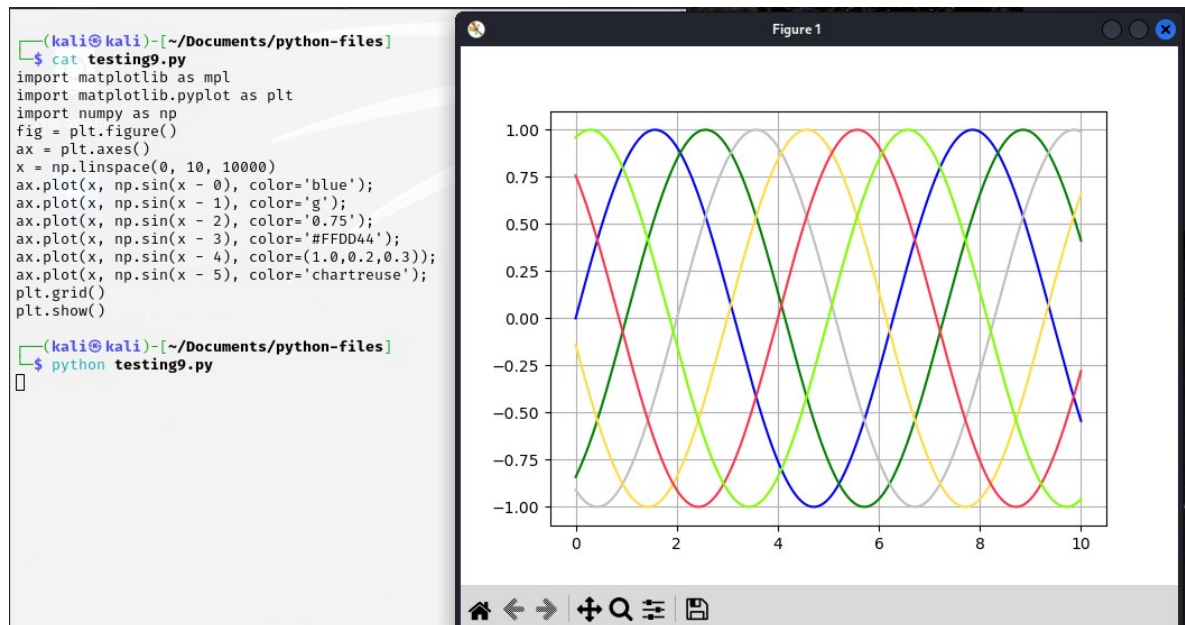 ┌──(kali㉿kali)-[~/Documents/python-files]
└─$ cat testing9.py
import matplotlib as mpl
import matplotlib.pyplot as plt
import numpy as np
fig = plt.figure()
ax = plt.axes()
x = np.linspace(0, 10, 10000)
ax.plot(x, np.sin(x - 0), color='blue');
ax.plot(x, np.sin(x - 1), color='g');
ax.plot(x, np.sin(x - 2), color='0.75');
ax.plot(x, np.sin(x - 3), color='#FFDD44');
ax.plot(x, np.sin(x - 4), color=(1.0,0.2,0.3));
ax.plot(x, np.sin(x - 5), color='chartreuse');
plt.grid()
plt.show()
┌──(kali㉿kali)-[~/Documents/python-files]
└─$ python testing9.py
Figure 1
1.00
0.75
0.50
0.25
0.00
−0.25
−0.50
−0.75
−1.00
0 2 4 6 8 10